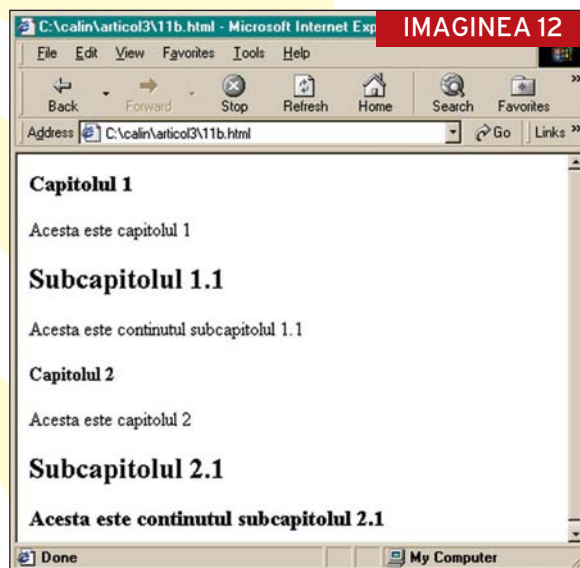 C:\calin\articol3\11b.html - Microsoft Internet Exp
IMAGINEA 12
File Edit View Favorites Tools Help
Back Forward Stop Refresh Home Search Favorites »
Address C:\calin\articol3\11b.html Go Links »
Capitolul 1
Acesta este capitolul 1
Subcapitolul 1.1
Acesta este continutul subcapitolul 1.1
Capitolul 2
Acesta este capitolul 2
Subcapitolul 2.1
Acesta este continutul subcapitolul 2.1
Done My Computer